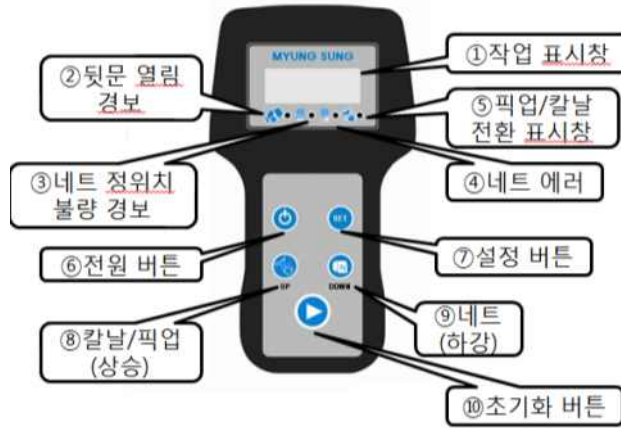 MYUNG SUNG
①작업 표시창
②뒷문 열림
경보
⑤픽업/칼날
전환 표시창
③네트 정위치
불량 경보
④네트 에러
SET
⑥전원 버튼
⑦설정 버튼
UP
DOWN
⑧칼날/픽업
(상승)
⑨네트
(하강)
⑩초기화 버튼